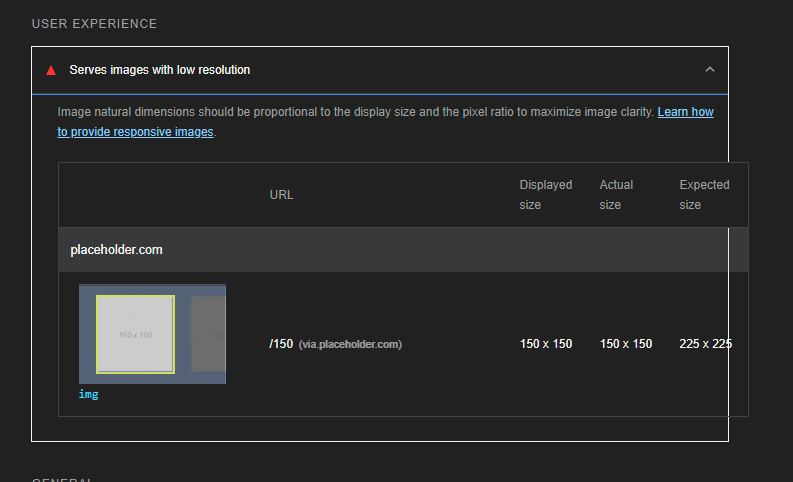 USER EXPERIENCE
Serves images with low resolution
Image natural dimensions should be proportional to the display size and the pixel ratio to maximize image clarity. Learn how
to provide responsive images.
URL
Displayed size
Actual size
Expected size
placeholder.com
150 x 150
/150 (via.placeholder.com)
150 x 150
150 x 150
225 x 225
img
GENERAL